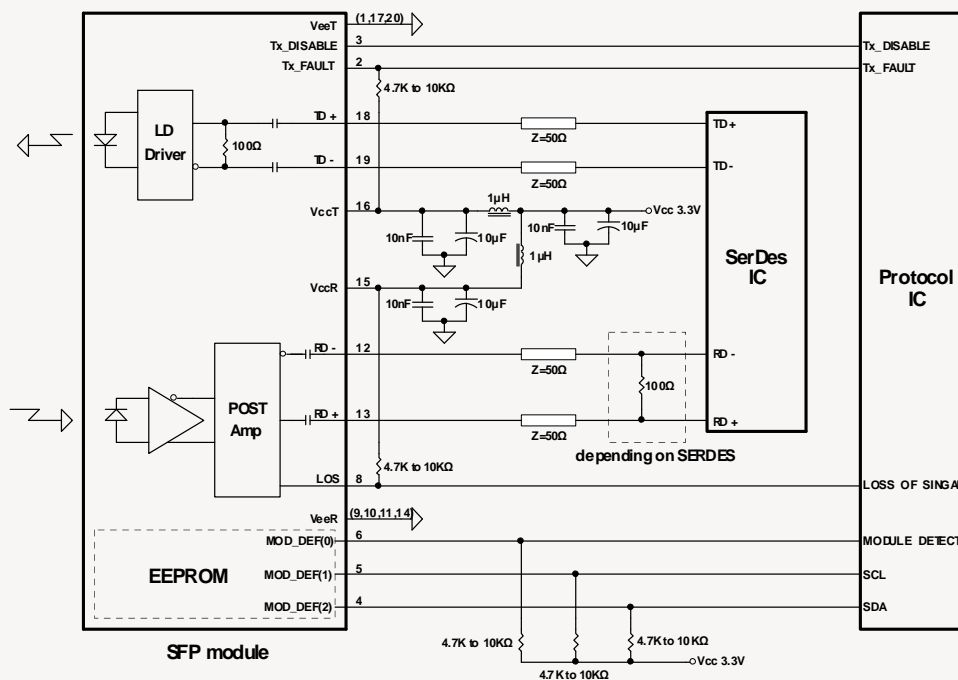 VeeT
(1,17,20)
Tx_DISABLE
3
Tx_DISABLE
Tx_FAULT
2
Tx_FAULT
4.7K to 10KΩ
LD
Driver
100Ω
TD+
18
Z=50Ω
TD+
TD-
19
Z=50Ω
TD-
VccT
16
1µH
Vcc 3.3V
10nF
10µF
10nF
10µF
1µH
SerDes
IC
Protocol
IC
VccR
15
10nF
10µF
RD -
12
Z=50Ω
RD -
100Ω
POST
Amp
RD+
13
Z=50Ω
RD+
depending on SERDES
4.7K to 10KΩ
LOS
8
LOSS OF SINGAL
VeeR
(9,10,11,14)
MOD_DEF(0)
6
MODULE DETECT
EEPROM
MOD_DEF(1)
5
SCL
MOD_DEF(2)
4
SDA
4.7K to 10KΩ
4.7K to 10KΩ
4.7K to 10KΩ
Vcc 3.3V
SFP module